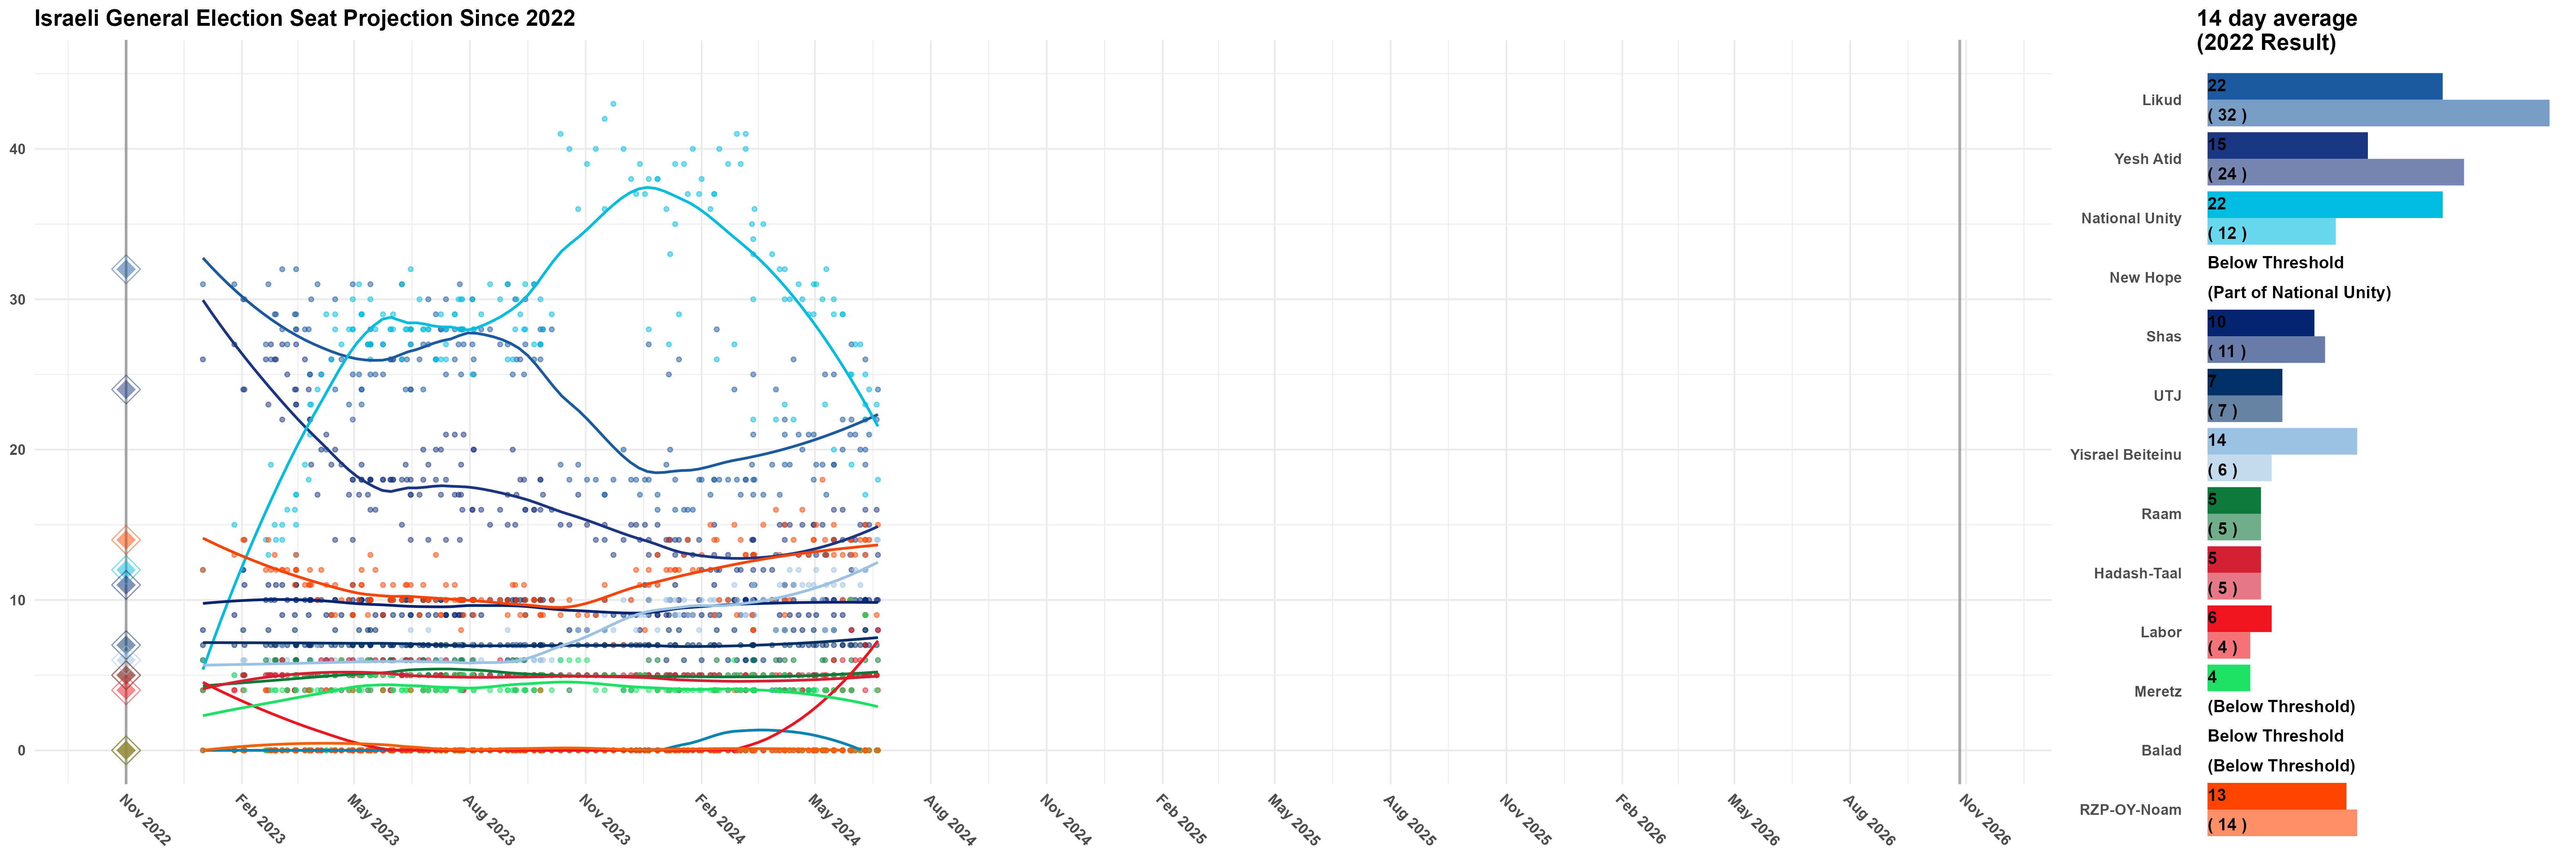 Israeli General Election Seat Projection Since 2022
40
30
20
10
0
Nov 2022
Feb 2023
May 2023
Aug 2023
Nov 2023
Feb 2024
May 2024
Aug 2024
Nov 2024
Feb 2025
May 2025
Aug 2025
Nov 2025
Feb 2026
May 2026
Aug 2026
Nov 2026
14 day average
(2022 Result)
Likud
22
( 32 )
Yesh Atid
15
( 24 )
National Unity
22
( 12 )
New Hope
Below Threshold
(Part of National Unity)
Shas
10
( 11 )
UTJ
7
( 7 )
Yisrael Beiteinu
14
( 6 )
Raam
5
( 5 )
Hadash-Taal
5
( 5 )
Labor
6
( 4 )
Meretz
4
(Below Threshold)
Balad
Below Threshold
(Below Threshold)
RZP-OY-Noam
13
( 14 )